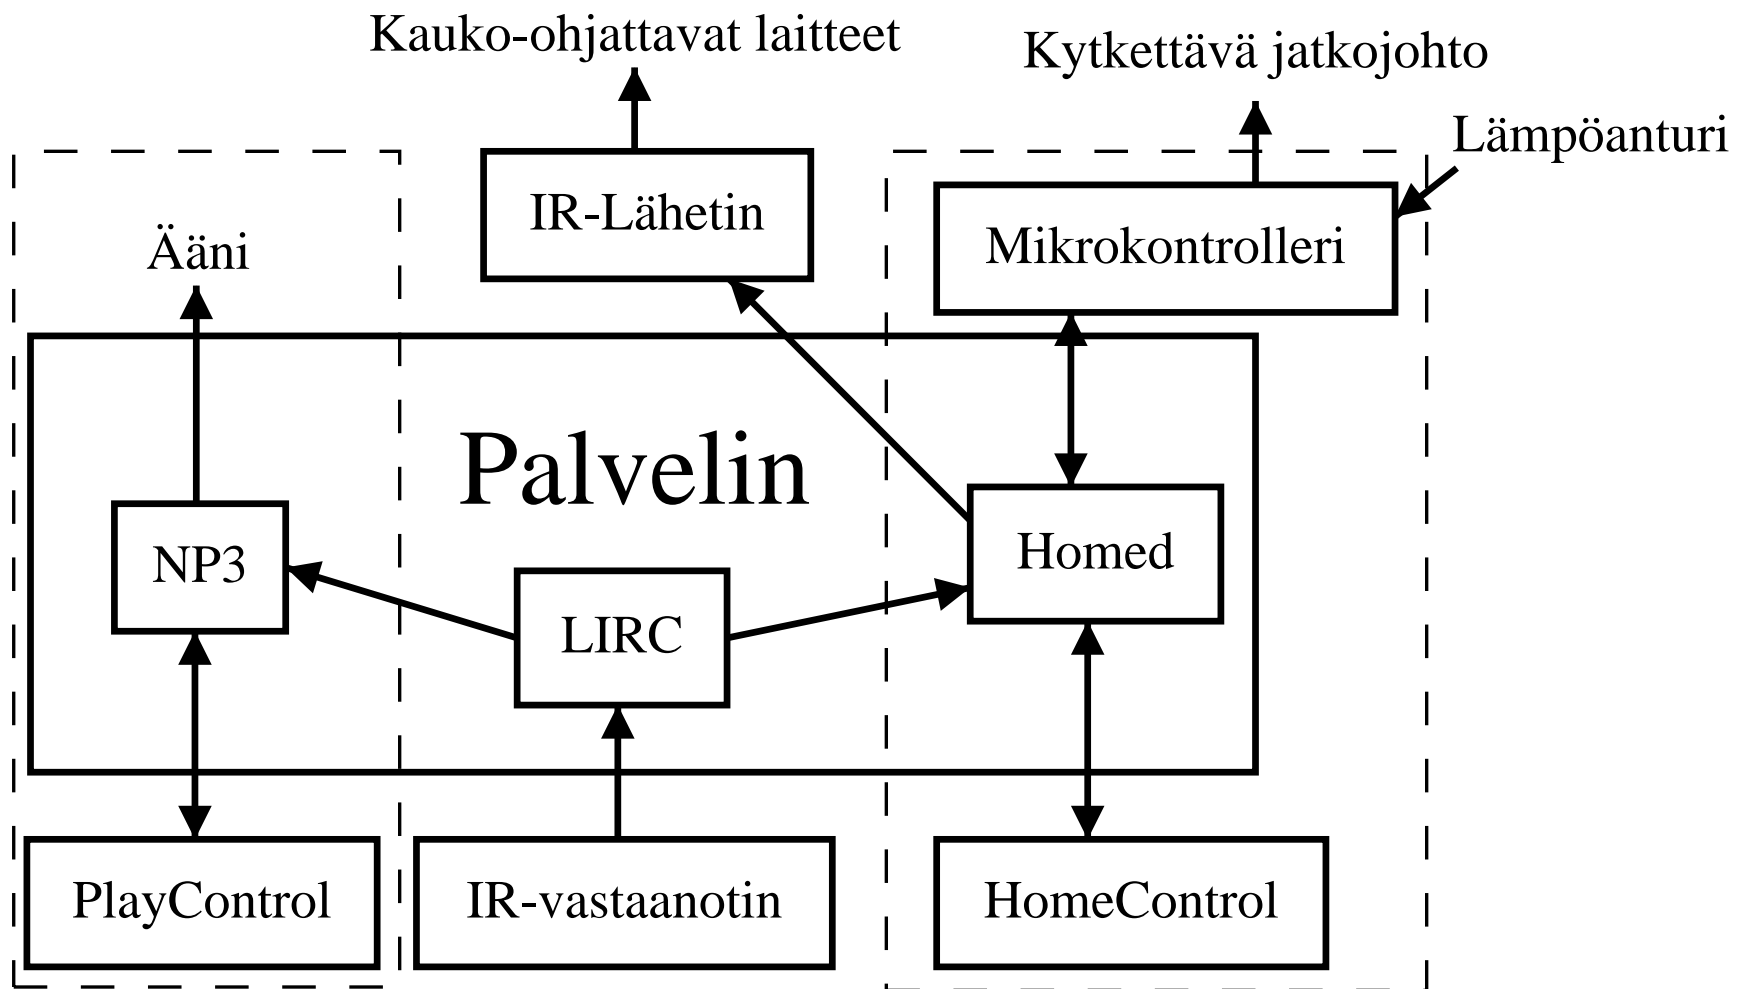 Kauko-ohjattavat laitteet
Kytkettävä jatkojohto
Lämpöanturi
IR-Lähetin
Mikrokontrolleri
Ääni
Palvelin
NP3
Homed
LIRC
PlayControl
IR-vastaanotin
HomeControl